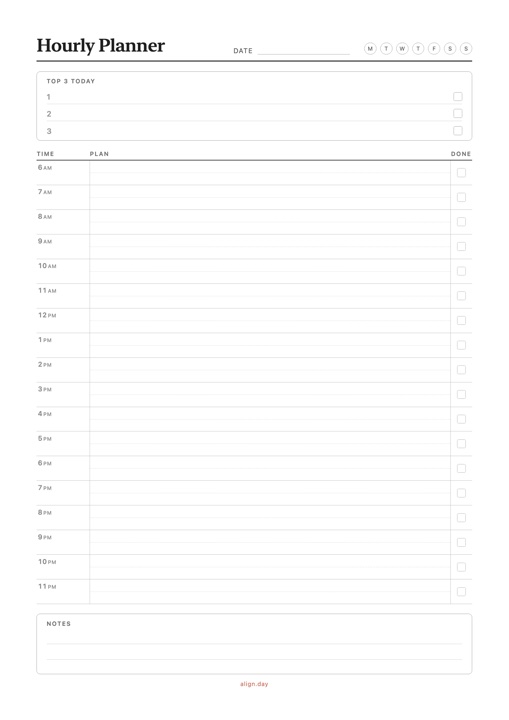 Hourly Planner DATE M T W T F S S
TOP 3 TODAY
1
2
3
TIME PLAN DONE
6 AM
7 AM
8 AM
9 AM
10 AM
11 AM
12 PM
1 PM
2 PM
3 PM
4 PM
5 PM
6 PM
7 PM
8 PM
9 PM
10 PM
11 PM
NOTES
align.day